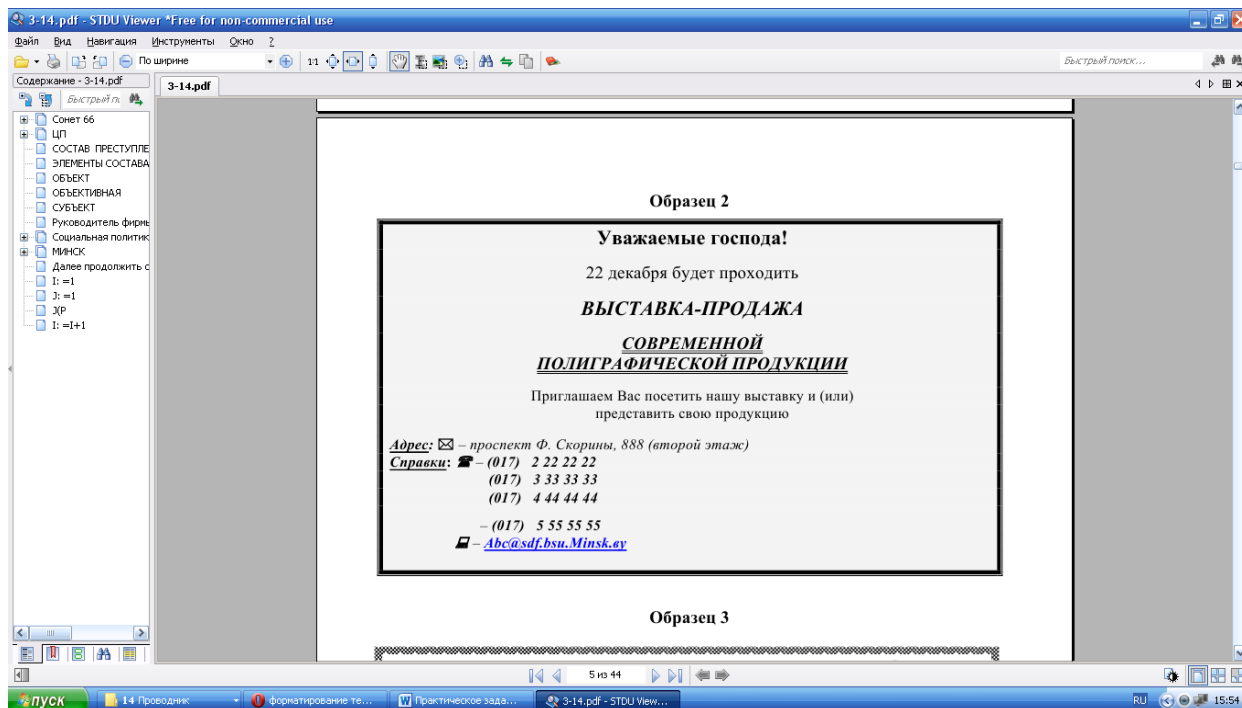 3-14.pdf - STDU Viewer *Free for non-commercial use
Файл Вид Навигация Инструменты Окно ?
По ширине
1:1
Быстрый поиск...
Содержание - 3-14.pdf
3-14.pdf
Быстрый п
Сонет 66
ЦП
СОСТАВ ПРЕСТУПЛЕ
ЭЛЕМЕНТЫ СОСТАВА
ОБЪЕКТ
ОБЪЕКТИВНАЯ
СУБЪЕКТ
Руководитель фирмы
Социальная политик
МИНСК
Далее продолжить с
I: =1
J: =1
J(P
I: =I+1
Образец 2
Уважаемые господа!
22 декабря будет проходить
ВЫСТАВКА-ПРОДАЖА
СОВРЕМЕННОЙ
ПОЛИГРАФИЧЕСКОЙ ПРОДУКЦИИ
Приглашаем Вас посетить нашу выставку и (или)
представить свою продукцию
Адрес: ✉ – проспект Ф. Скорины, 888 (второй этаж)
Справки: ☎ – (017) 2 22 22 22
(017) 3 33 33 33
(017) 4 44 44 44
– (017) 5 55 55 55
– Abc@sdf.bsu.Minsk.вy
Образец 3
5 из 44
пуск
14 Проводник
форматирование те...
Практическое зада...
3-14.pdf - STDU View...
RU
15:54